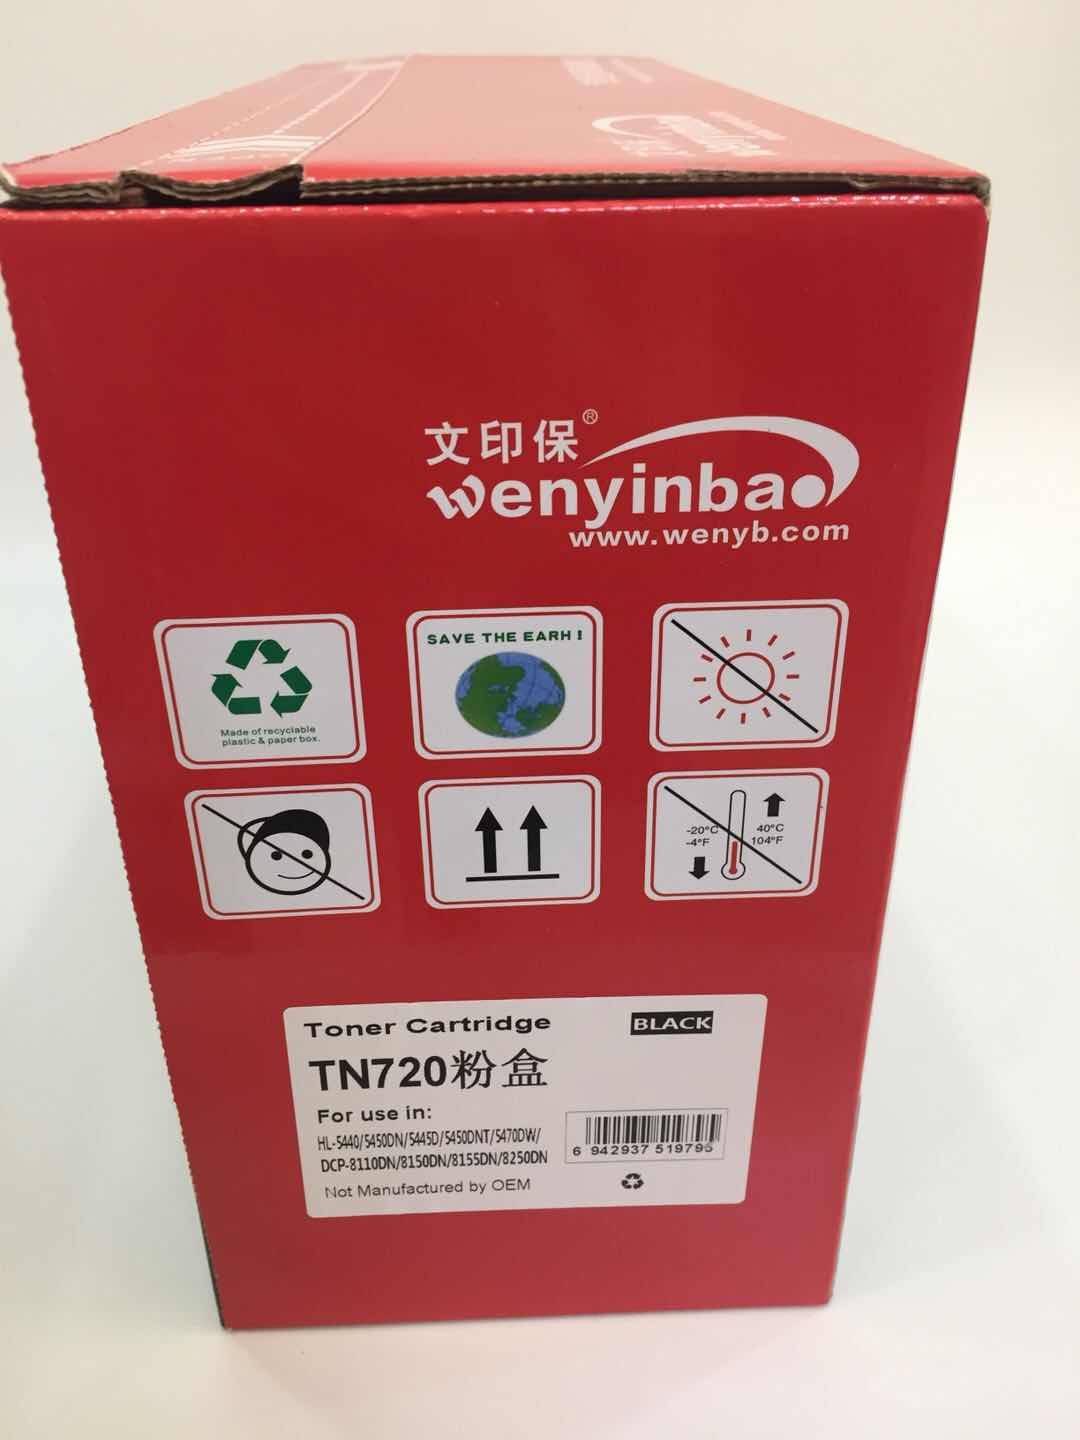 文印保®
wenyinbao
www.wenyb.com
SAVE THE EARH !
Made of recyclable
plastic & paper box.
-20°C
-4°F
40°C
104°F
Toner Cartridge
BLACK
TN720粉盒
For use in:
HL-5440/5450DN/5445D/5450DNT/5470DW/
DCP-8110DN/8150DN/8155DN/8250DN
6 942937 519795
Not Manufactured by OEM